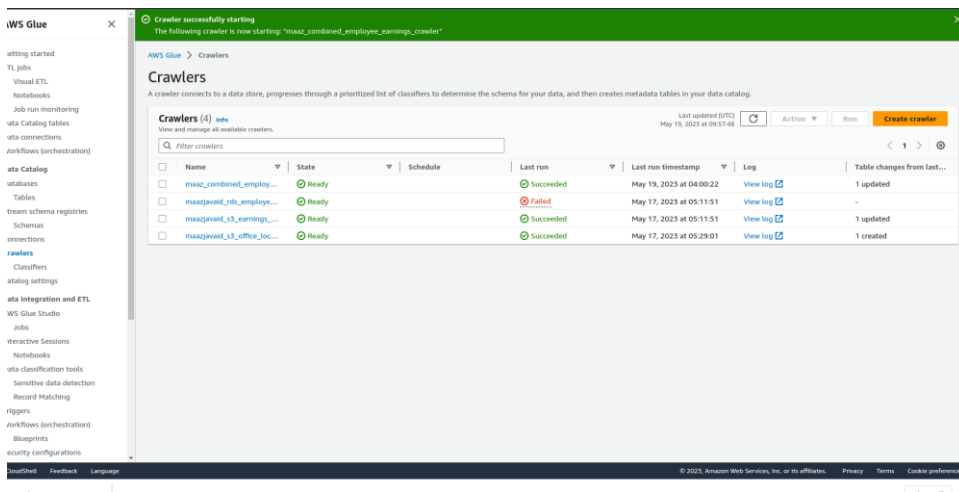 AWS Glue
Crawler successfully starting
The following crawler is now starting: "maaz_combined_employee_earnings_crawler"
AWS Glue > Crawlers
Crawlers
A crawler connects to a data store, progresses through a prioritized list of classifiers to determine the schema for your data, and then creates metadata tables in your data catalog.
Crawlers (4) Info
View and manage all available crawlers.
Last updated (UTC)
May 19, 2023 at 09:57:48
Action
Run
Create crawler
Filter crawlers
1
Name State Schedule Last run Last run timestamp Log Table changes from last...
maaz_combined_employ... Ready Succeeded May 19, 2023 at 04:00:22 View log 1 updated
maazjavaid_rds_employe... Ready Failed May 17, 2023 at 05:11:51 View log -
maazjavaid_s3_earnings_... Ready Succeeded May 17, 2023 at 05:11:51 View log 1 updated
maazjavaid_s3_office_loc... Ready Succeeded May 17, 2023 at 05:29:01 View log 1 created
etting started
TL jobs
Visual ETL
Notebooks
Job run monitoring
ata Catalog tables
ata connections
orkflows (orchestration)
ata Catalog
atabases
Tables
tream schema registries
Schemas
onnections
rawlers
Classifiers
atalog settings
ata Integration and ETL
WS Glue Studio
Jobs
nteractive Sessions
Notebooks
ata classification tools
Sensitive data detection
Record Matching
riggers
orkflows (orchestration)
Blueprints
ecurity configurations
CloudShell Feedback Language
© 2023, Amazon Web Services, Inc. or its affiliates. Privacy Terms Cookie preference